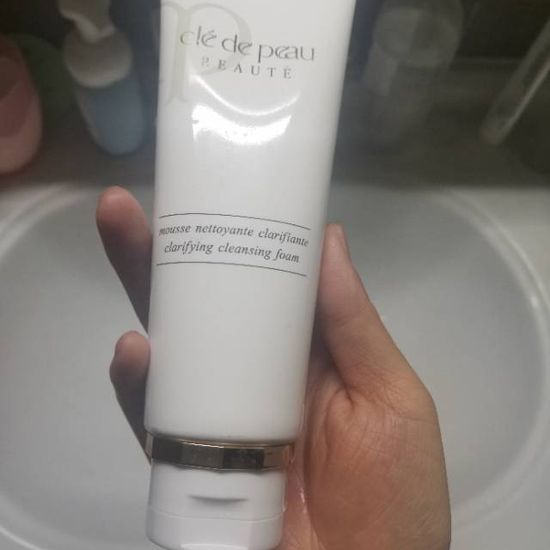 clé de peau
BEAUTÉ
mousse nettoyante clarifiante
clarifying cleansing foam